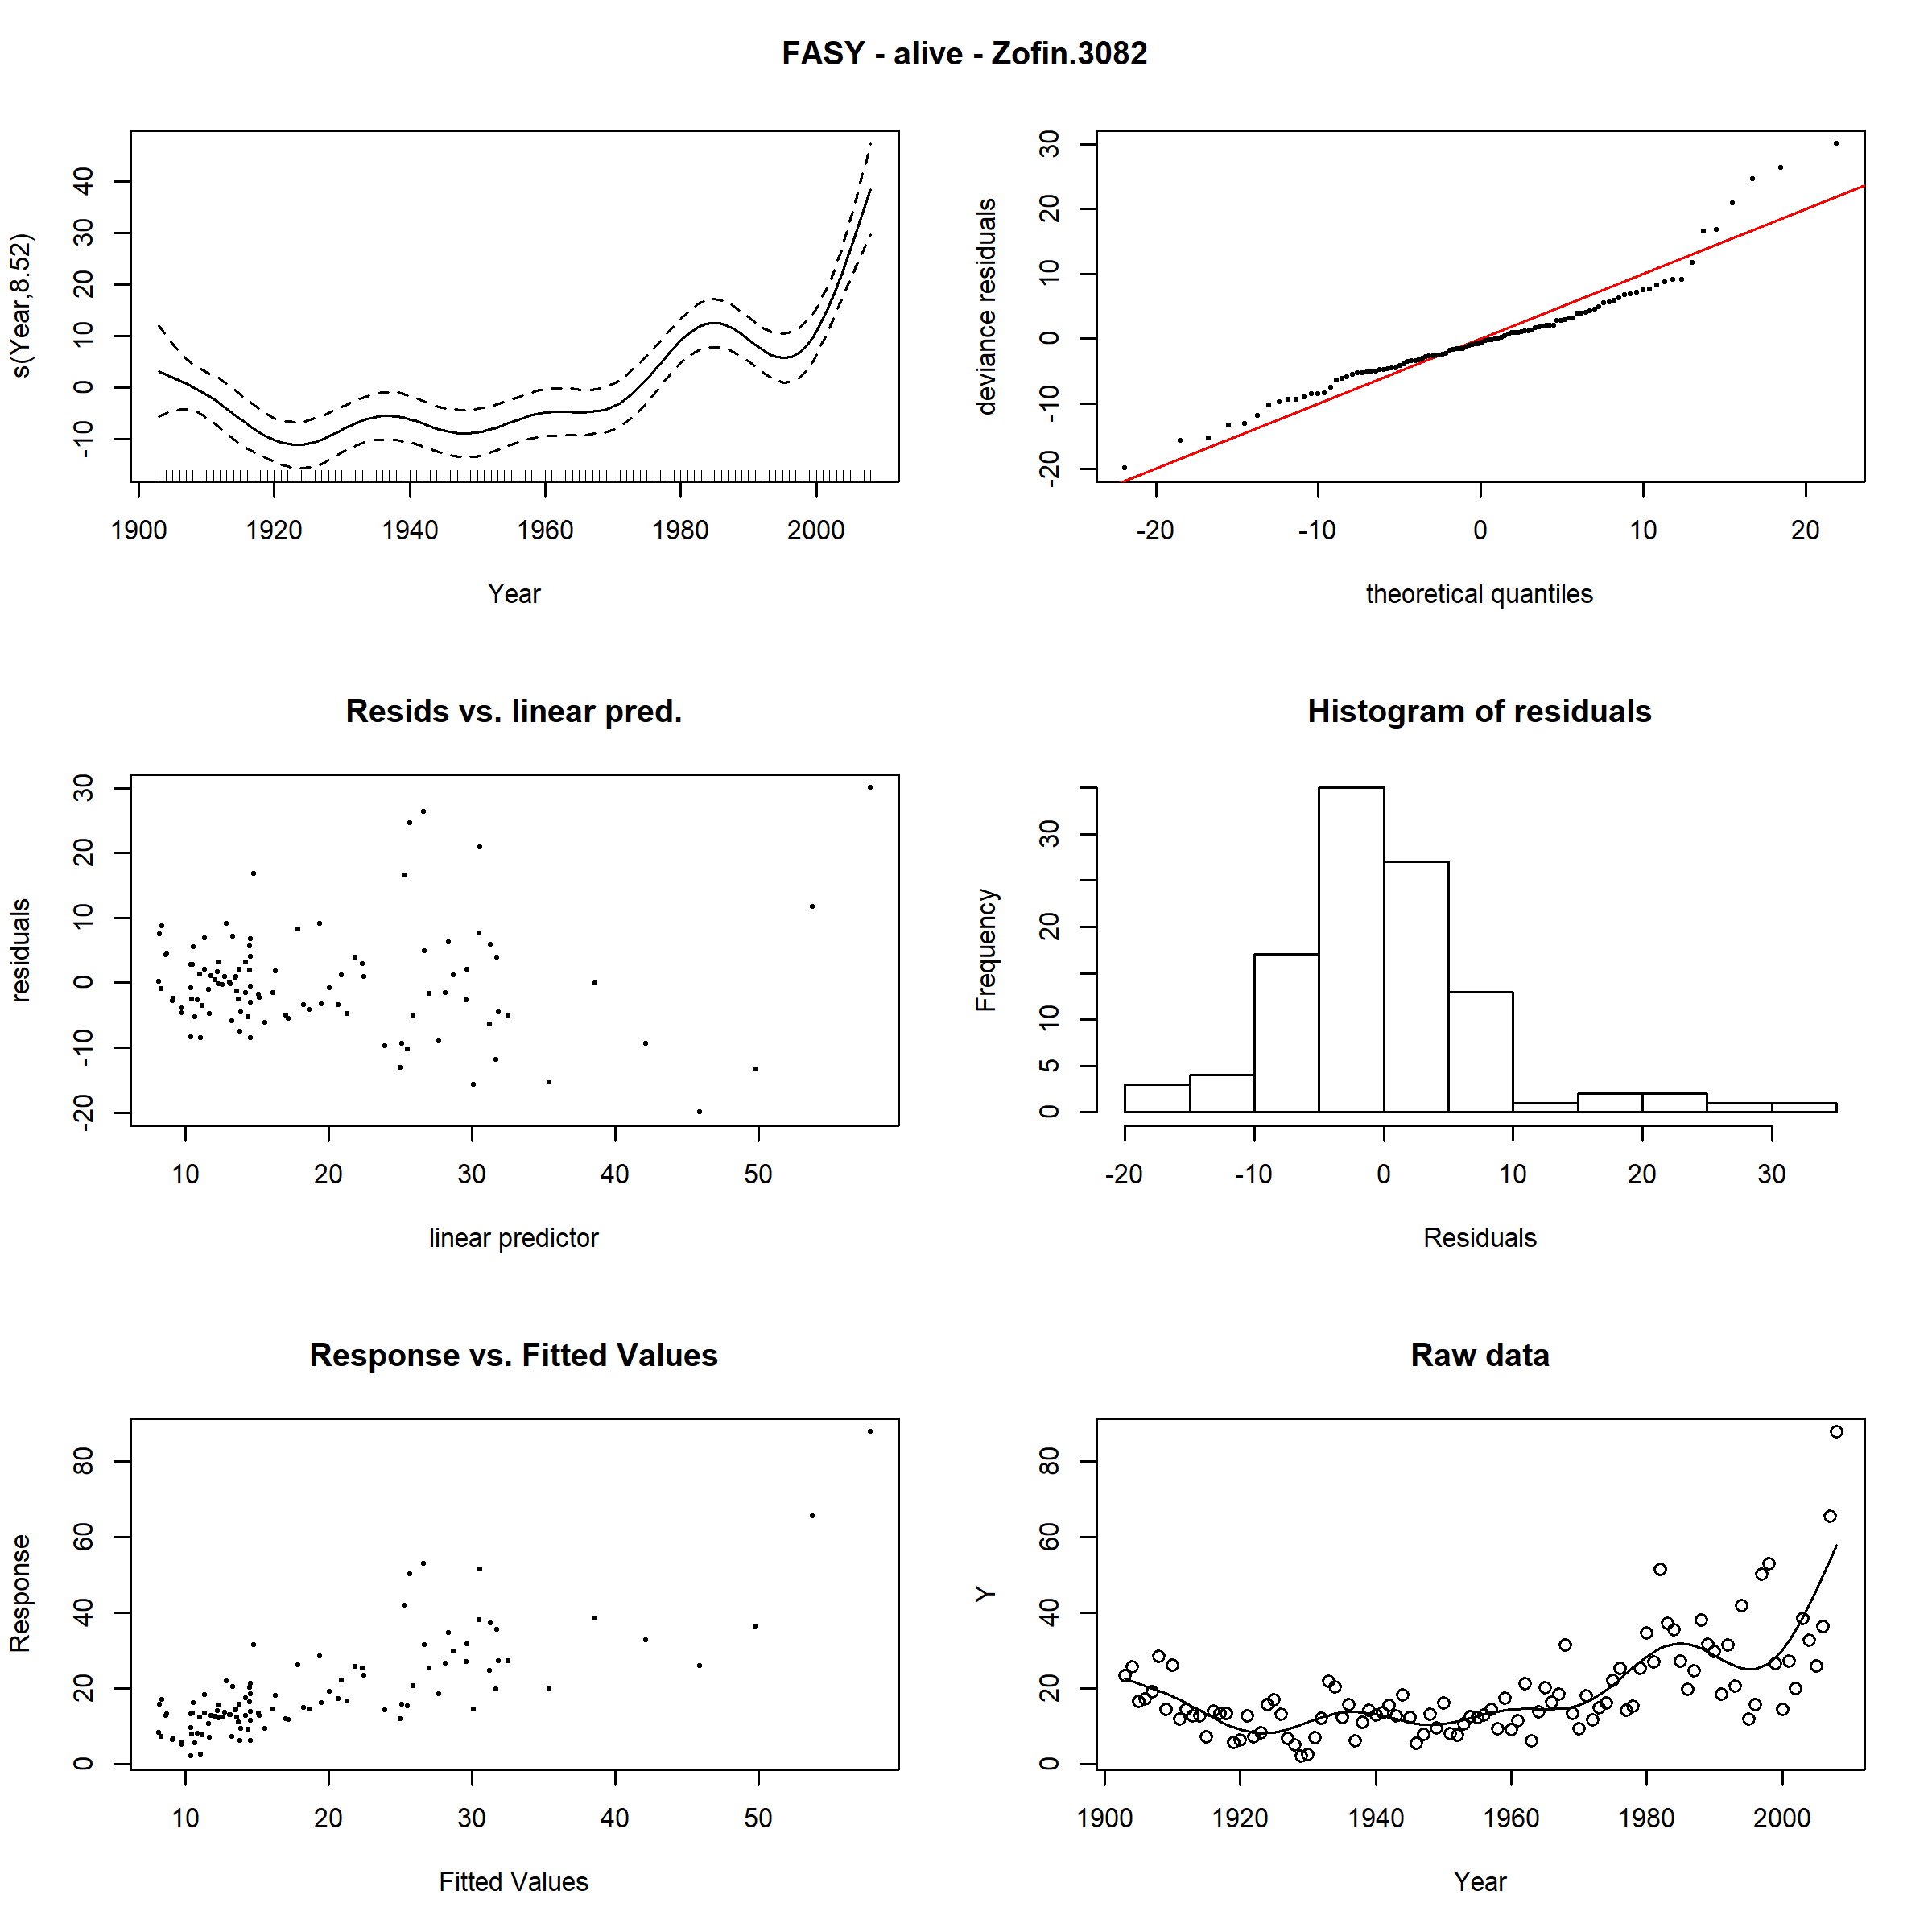 FASY - alive - Zofin.3082
s(Year,8.52)
-10 0 10 20 30 40
1900 1920 1940 1960 1980 2000
Year
deviance residuals
-20 -10 0 10 20 30
-20 -10 0 10 20
theoretical quantiles
Resids vs. linear pred.
residuals
-20 -10 0 10 20 30
10 20 30 40 50
linear predictor
Histogram of residuals
Frequency
0 5 10 20 30
-20 -10 0 10 20 30
Residuals
Response vs. Fitted Values
Response
0 20 40 60 80
10 20 30 40 50
Fitted Values
Raw data
Y
0 20 40 60 80
1900 1920 1940 1960 1980 2000
Year